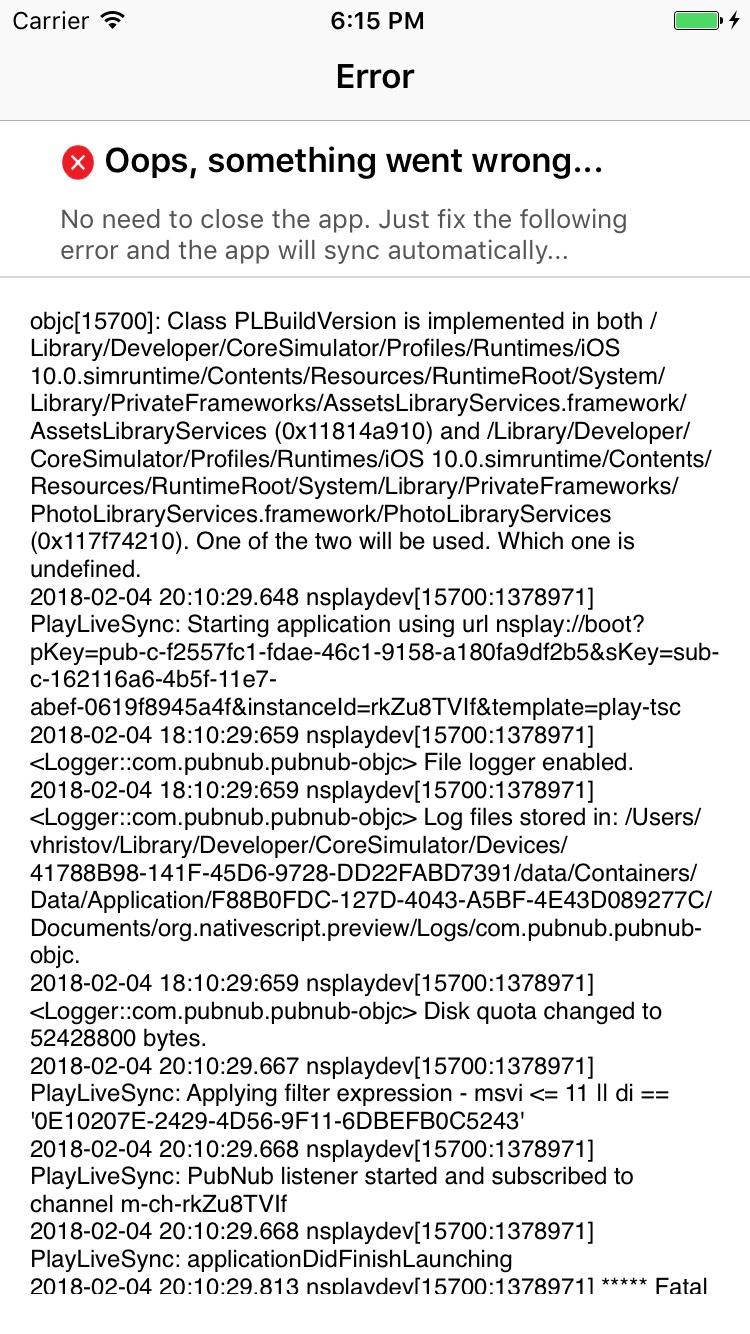 Carrier
6:15 PM
Error
Oops, something went wrong...
No need to close the app. Just fix the following
error and the app will sync automatically...
objc[15700]: Class PLBuildVersion is implemented in both /
Library/Developer/CoreSimulator/Profiles/Runtimes/iOS
10.0.simruntime/Contents/Resources/RuntimeRoot/System/
Library/PrivateFrameworks/AssetsLibraryServices.framework/
AssetsLibraryServices (0x11814a910) and /Library/Developer/
CoreSimulator/Profiles/Runtimes/iOS 10.0.simruntime/Contents/
Resources/RuntimeRoot/System/Library/PrivateFrameworks/
PhotoLibraryServices.framework/PhotoLibraryServices
(0x117f74210). One of the two will be used. Which one is
undefined.
2018-02-04 20:10:29.648 nsplaydev[15700:1378971]
PlayLiveSync: Starting application using url nsplay://boot?
pKey=pub-c-f2557fc1-fdae-46c1-9158-a180fa9df2b5&sKey=sub-
c-162116a6-4b5f-11e7-
abef-0619f8945a4f&instanceId=rkZu8TVIf&template=play-tsc
2018-02-04 18:10:29:659 nsplaydev[15700:1378971]
<Logger::com.pubnub.pubnub-objc> File logger enabled.
2018-02-04 18:10:29:659 nsplaydev[15700:1378971]
<Logger::com.pubnub.pubnub-objc> Log files stored in: /Users/
vhristov/Library/Developer/CoreSimulator/Devices/
41788B98-141F-45D6-9728-DD22FABD7391/data/Containers/
Data/Application/F88B0FDC-127D-4043-A5BF-4E43D089277C/
Documents/org.nativescript.preview/Logs/com.pubnub.pubnub-
objc.
2018-02-04 18:10:29:659 nsplaydev[15700:1378971]
<Logger::com.pubnub.pubnub-objc> Disk quota changed to
52428800 bytes.
2018-02-04 20:10:29.667 nsplaydev[15700:1378971]
PlayLiveSync: Applying filter expression - msvi <= 11 || di ==
'0E10207E-2429-4D56-9F11-6DBEFB0C5243'
2018-02-04 20:10:29.668 nsplaydev[15700:1378971]
PlayLiveSync: PubNub listener started and subscribed to
channel m-ch-rkZu8TVIf
2018-02-04 20:10:29.668 nsplaydev[15700:1378971]
PlayLiveSync: applicationDidFinishLaunching
2018-02-04 20:10:29.813 nsplaydev[15700:1378971] ***** Fatal